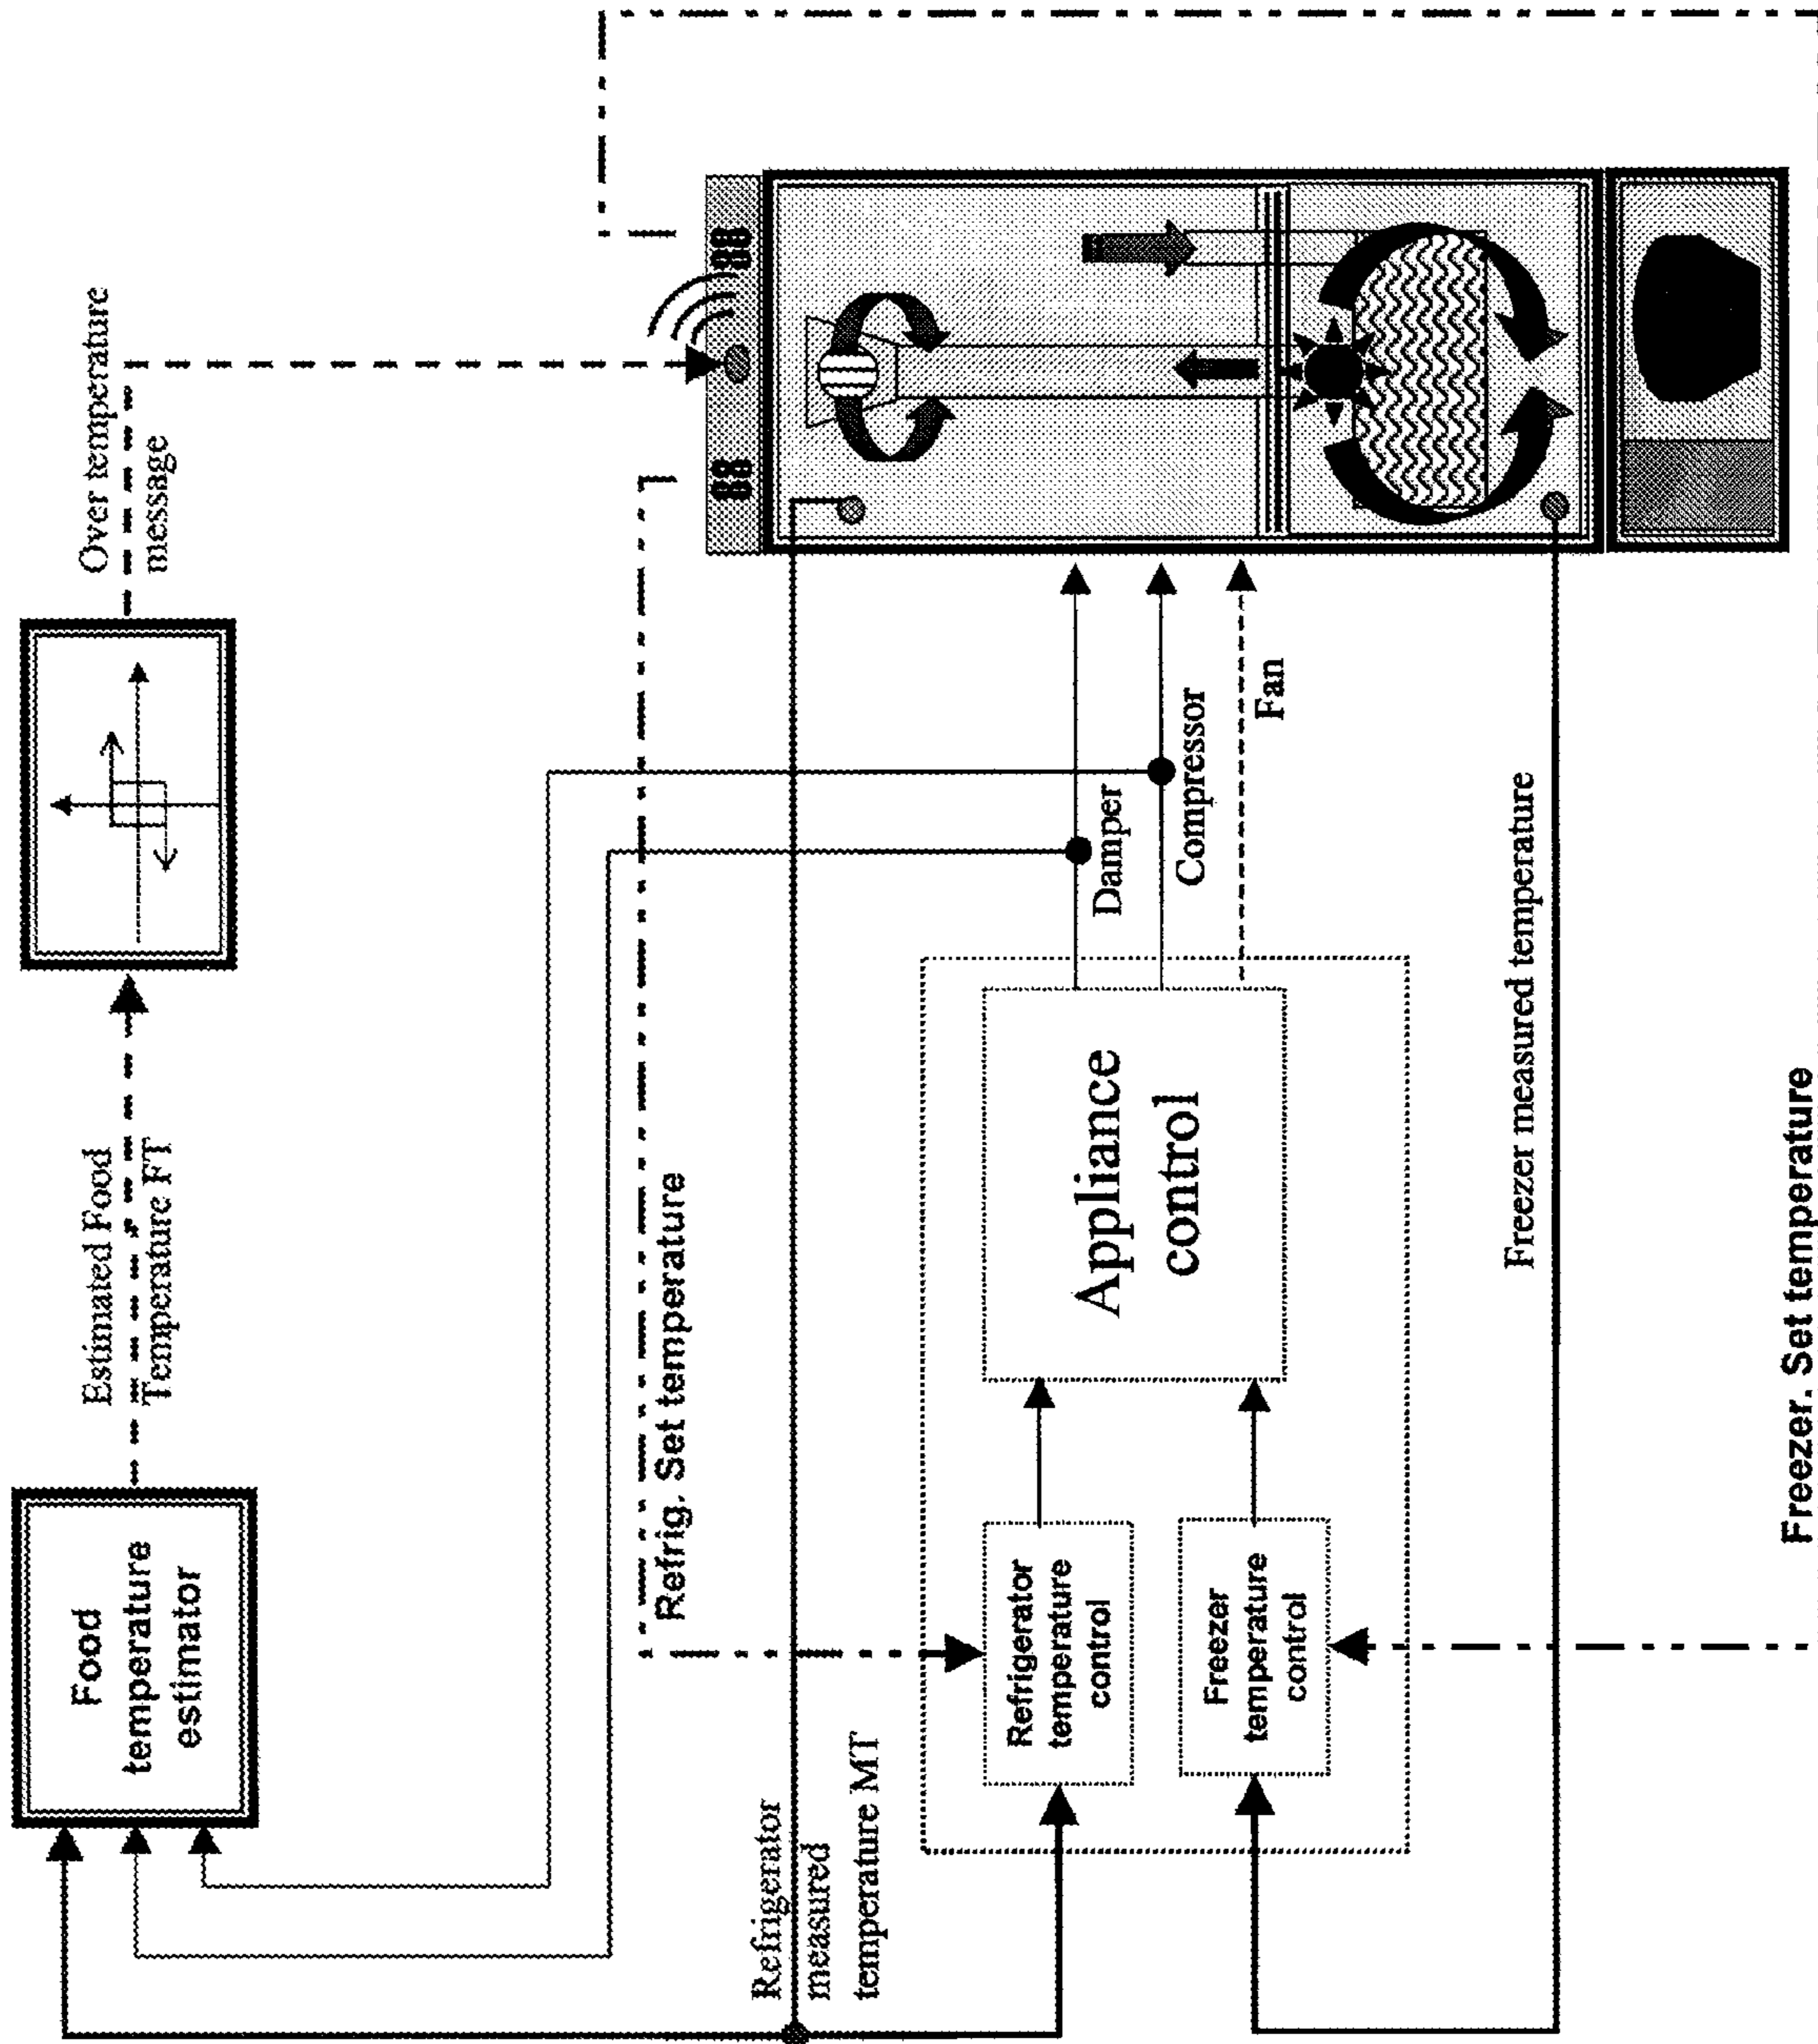 Food
temperature
estimator
Estimated Food
Temperature FT
Over temperature
message
Refrig. Set temperature
Refrigerator
measured
temperature MT
Refrigerator
temperature
control
Freezer
temperature
control
Appliance
control
Damper
Compressor
Fan
88
88
Freezer measured temperature
Freezer. Set temperature